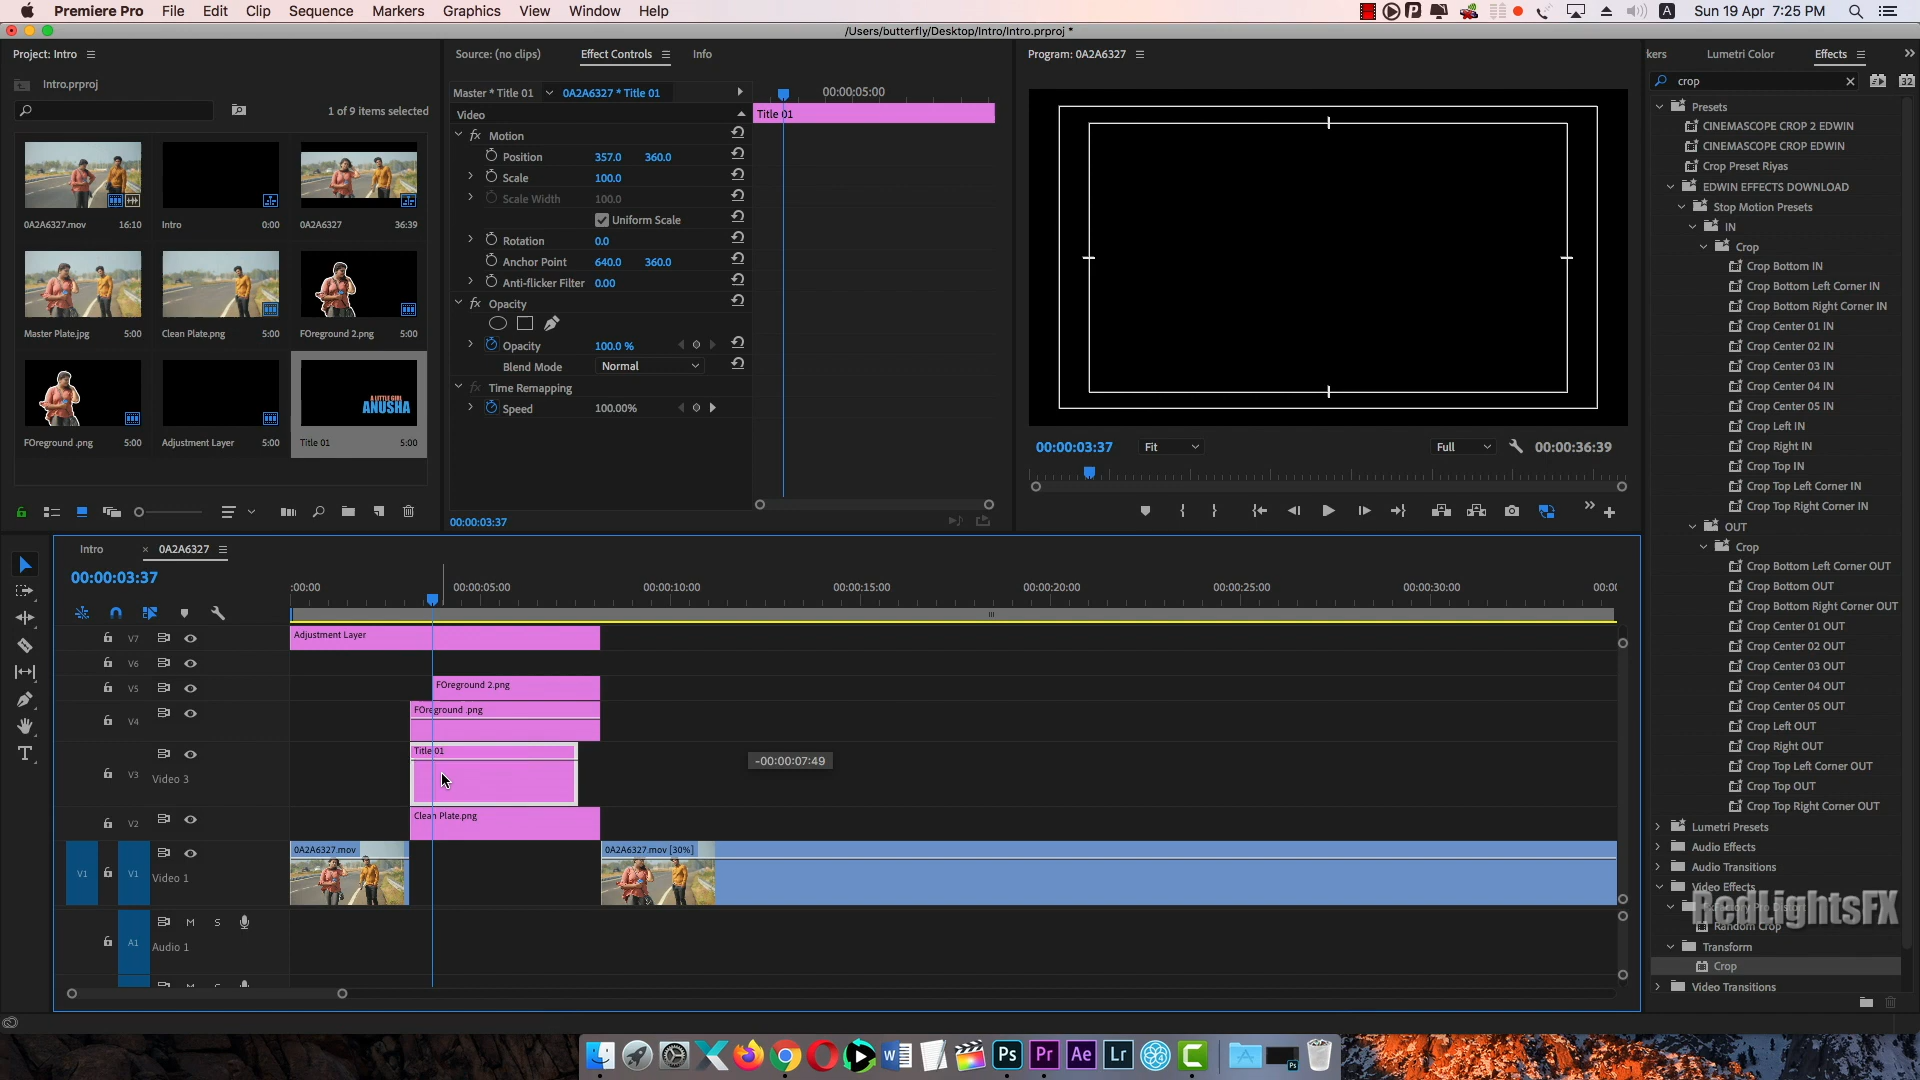 Premiere Pro File Edit Clip Sequence Markers Graphics View Window Help
A Sun 19 Apr 7:25 PM
/Users/butterfly/Desktop/Intro/Intro.prproj *
Project: Intro
Intro.prproj
1 of 9 items selected
0A2A6327.mov 16:10
Intro 0:00
0A2A6327 36:39
Master Plate.jpg 5:00
Clean Plate.png 5:00
FOreground 2.png 5:00
FOreground .png 5:00
Adjustment Layer 5:00
A LITTLE GIRL
ANUSHA
Title 01 5:00
Source: (no clips) Effect Controls Info
Master * Title 01 0A2A6327 * Title 01
00:00:05:00
Video
Title 01
fx Motion
Position 357.0 360.0
Scale 100.0
Scale Width 100.0
Uniform Scale
Rotation 0.0
Anchor Point 640.0 360.0
Anti-flicker Filter 0.00
fx Opacity
Opacity 100.0 %
Blend Mode Normal
fx Time Remapping
Speed 100.00%
00:00:03:37
Program: 0A2A6327
00:00:03:37 Fit Full 00:00:36:39
kers Lumetri Color Effects
crop
32
Presets
CINEMASCOPE CROP 2 EDWIN
CINEMASCOPE CROP EDWIN
Crop Preset Riyas
EDWIN EFFECTS DOWNLOAD
Stop Motion Presets
IN
Crop
Crop Bottom IN
Crop Bottom Left Corner IN
Crop Bottom Right Corner IN
Crop Center 01 IN
Crop Center 02 IN
Crop Center 03 IN
Crop Center 04 IN
Crop Center 05 IN
Crop Left IN
Crop Right IN
Crop Top IN
Crop Top Left Corner IN
Crop Top Right Corner IN
OUT
Crop
Crop Bottom Left Corner OUT
Crop Bottom OUT
Crop Bottom Right Corner OUT
Crop Center 01 OUT
Crop Center 02 OUT
Crop Center 03 OUT
Crop Center 04 OUT
Crop Center 05 OUT
Crop Left OUT
Crop Right OUT
Crop Top Left Corner OUT
Crop Top OUT
Crop Top Right Corner OUT
Lumetri Presets
Audio Effects
Audio Transitions
Video Effects
RedLightsFX
Random Crop
Transform
Crop
Video Transitions
Intro 0A2A6327
00:00:03:37
:00:00 00:00:05:00 00:00:10:00 00:00:15:00 00:00:20:00 00:00:25:00 00:00:30:00 00:00
V7 Adjustment Layer
V6
V5 FOreground 2.png
V4 FOreground .png
V3 Video 3 Title 01
-00:00:07:49
V2 Clean Plate.png
V1 V1 Video 1 0A2A6327.mov 0A2A6327.mov [30%]
A1 Audio 1 M S
Ps Pr Ae Lr